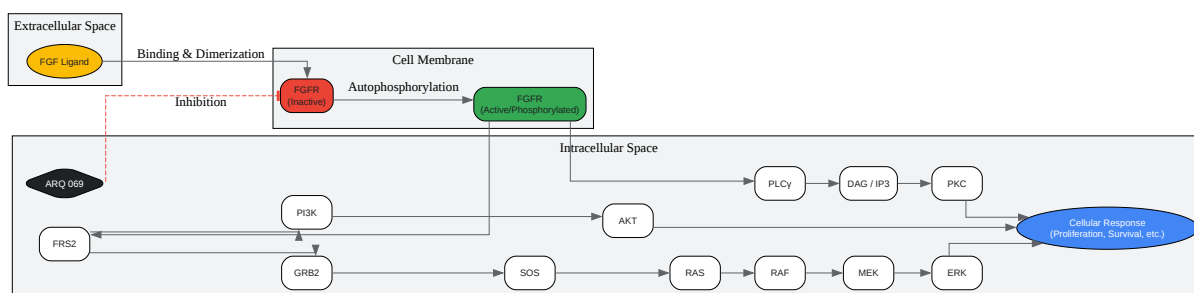 Extracellular Space
FGF Ligand
Binding & Dimerization
Cell Membrane
FGFR
(Inactive)
Autophosphorylation
FGFR
(Active/Phosphorylated)
Inhibition
Intracellular Space
ARQ 069
PLCγ
DAG / IP3
PKC
PI3K
AKT
Cellular Response
(Proliferation, Survival, etc.)
FRS2
GRB2
SOS
RAS
RAF
MEK
ERK